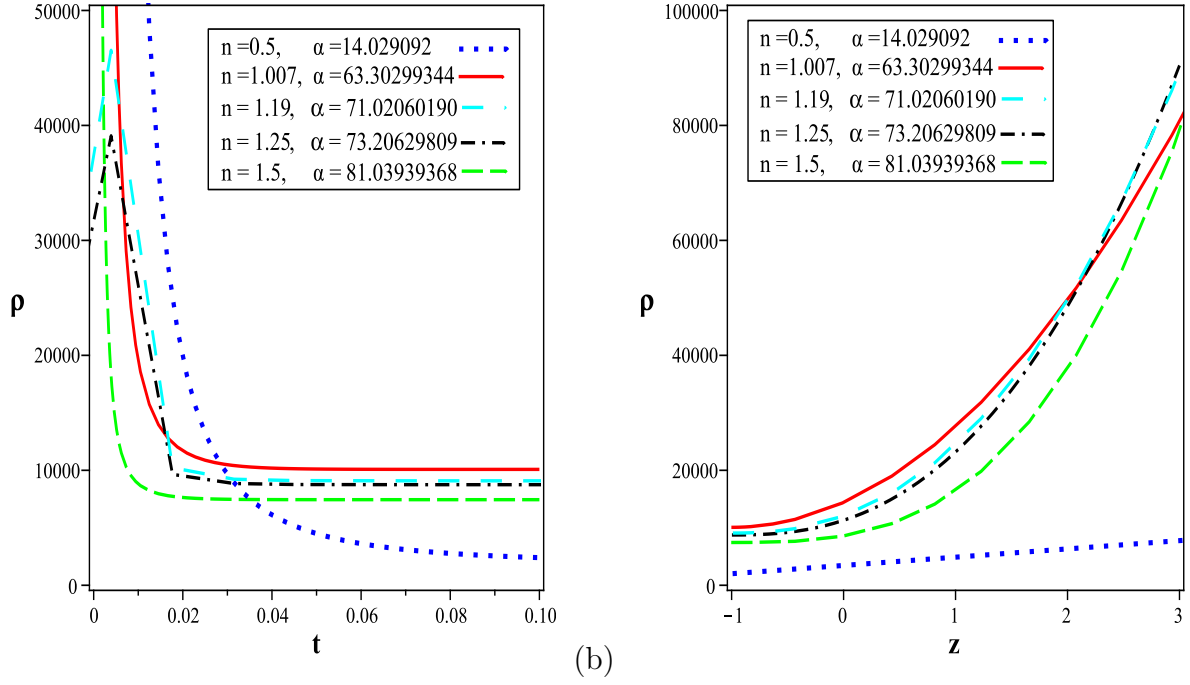 50000
40000
30000
20000
10000
0
ρ
0
0.02
0.04
0.06
0.08
0.10
t
n =0.5, α =14.029092
n =1.007, α =63.30299344
n = 1.19, α =71.02060190
n = 1.25, α =73.20629809
n = 1.5, α =81.03939368
100000
80000
60000
40000
20000
0
ρ
−1
0
1
2
3
z
n =0.5, α =14.029092
n =1.007, α =63.30299344
n = 1.19, α =71.02060190
n = 1.25, α =73.20629809
n = 1.5, α =81.03939368
(b)